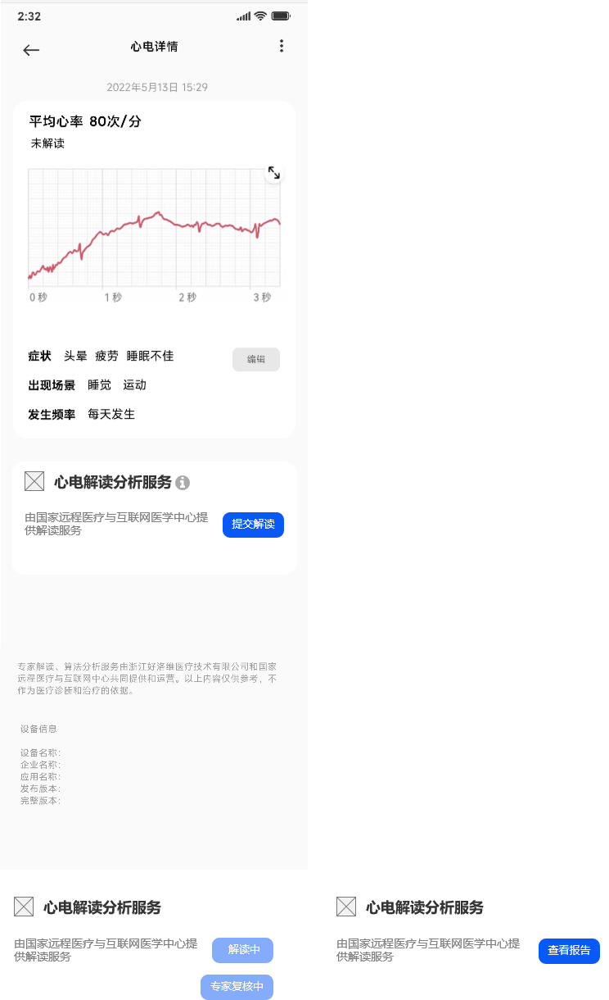 2:32
心电详情
2022年5月13日 15:29
平均心率 80次/分
未解读
0 秒 1 秒 2 秒 3 秒
症状 头晕 疲劳 睡眠不佳
编辑
出现场景 睡觉 运动
发生频率 每天发生
心电解读分析服务
由国家远程医疗与互联网医学中心提
供解读服务
提交解读
专家解读、算法分析服务由浙江好洛维医疗技术有限公司和国家
远程医疗与互联网中心共同提供和运营。以上内容仅供参考，不
作为医疗诊断和治疗的依据。
设备信息
设备名称:
企业名称:
应用名称:
发布版本:
完整版本:
心电解读分析服务
由国家远程医疗与互联网医学中心提
供解读服务
解读中
专家复核中
心电解读分析服务
由国家远程医疗与互联网医学中心提
供解读服务
查看报告